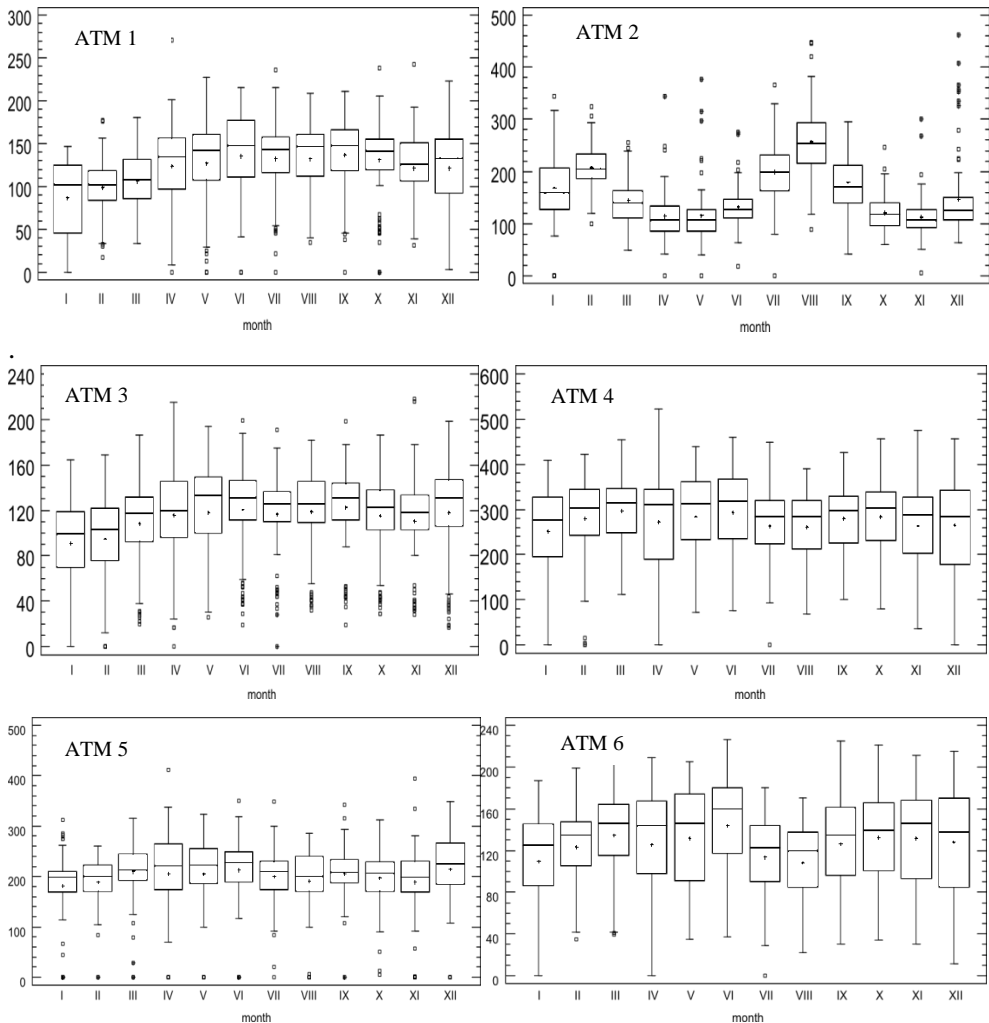 ATM 1
300
250
200
150
100
50
0
I II III IV V VI VII VIII IX X XI XII
month
ATM 2
500
400
300
200
100
0
I II III IV V VI VII VIII IX X XI XII
month
.
ATM 3
240
200
160
120
80
40
0
I II III IV V VI VII VIII IX X XI XII
month
ATM 4
600
500
400
300
200
100
0
I II III IV V VI VII VIII IX X XI XII
month
ATM 5
500
400
300
200
100
0
I II III IV V VI VII VIII IX X XI XII
month
ATM 6
240
200
160
120
80
40
0
I II III IV V VI VII VIII IX X XI XII
month